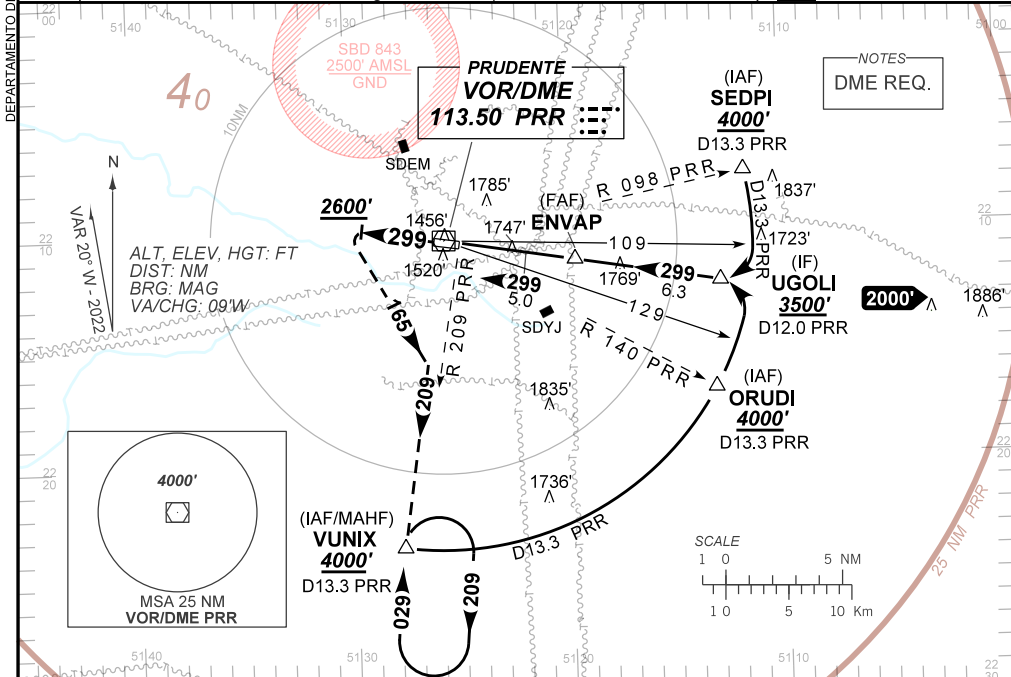 DEPARTAMENTO DE
22
00
51 40
51 30
51 20
51 10
51 00
22
00
SBD 843
2500' AMSL
GND
40
10NM
PRUDENTE
VOR/DME
113.50 PRR
NOTES
DME REQ.
(IAF)
SEDPI
4000'
D13.3 PRR
SDEM
N
VAR 20° W - 2022
ALT, ELEV, HGT: FT
DIST: NM
BRG: MAG
VA/CHG: 09'W
2600'
1456'
1785'
1747'
1520'
(FAF)
ENVAP
R 098 PRR
1837'
D13.3 PRR
1723'
22
10
22
10
299
109
299
6.3
1769'
299
5.0
(IF)
UGOLI
3500'
D12.0 PRR
2000'
1886'
129
SDYJ
165
R 209 PRR
R 140 PRR
209
1835'
(IAF)
ORUDI
4000'
D13.3 PRR
22
20
22
20
4000'
MSA 25 NM
VOR/DME PRR
1736'
(IAF/MAHF)
VUNIX
4000'
D13.3 PRR
D13.3 PRR
029
209
SCALE
1 0 5 NM
1 0 5 10 Km
25 NM PRR
51 40
51 30
51 20
51 10
22
30